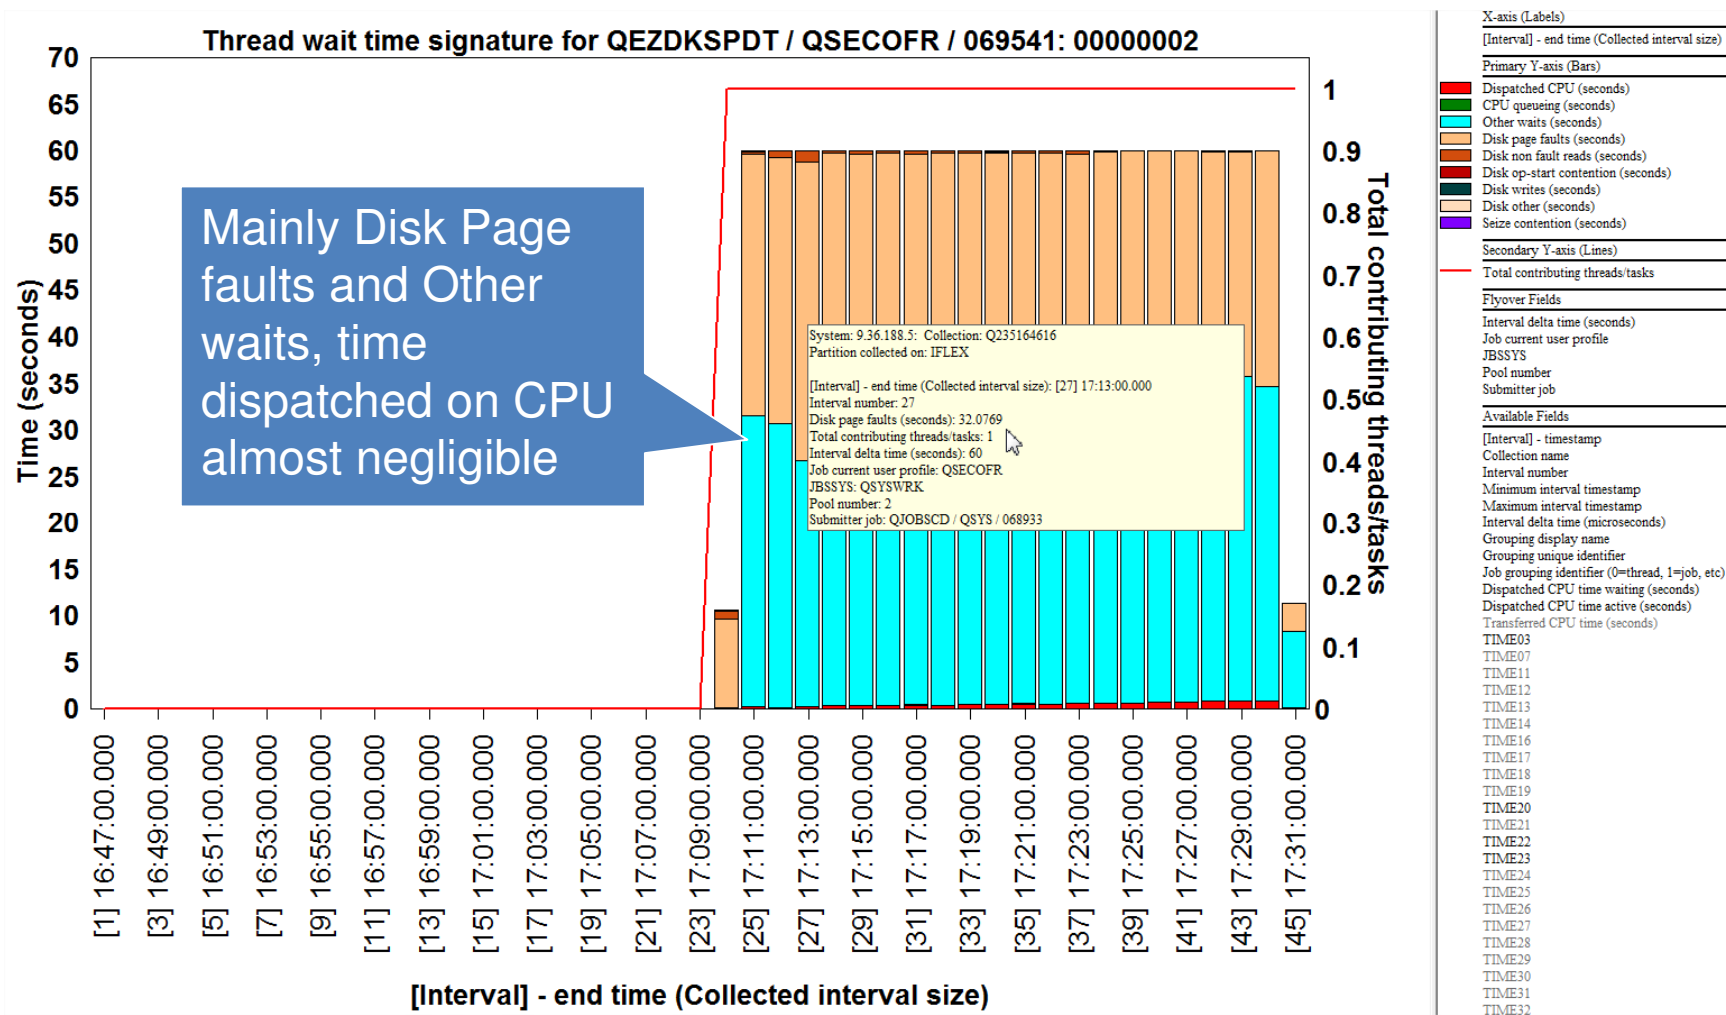 Thread wait time signature for QEZDKSPDT / QSECOFR / 069541: 00000002
70
65
60
55
50
45
40
35
30
25
20
15
10
5
0
Time (seconds)
Mainly Disk Page
faults and Other
waits, time
dispatched on CPU
almost negligible
System: 9.36.188.5: Collection: Q235164616
Partition collected on: IFLEX
[Interval] - end time (Collected interval size): [27] 17:13:00.000
Interval number: 27
Disk page faults (seconds): 32.0769
Total contributing threads/tasks: 1
Interval delta time (seconds): 60
Job current user profile: QSECOFR
JBSSYS: QSYSWRK
Pool number: 2
Submitter job: QJOBSCD / QSYS / 068933
1
0.9
0.8
0.7
0.6
0.5
0.4
0.3
0.2
0.1
0
Total contributing threads/tasks
[1] 16:47:00.000
[3] 16:49:00.000
[5] 16:51:00.000
[7] 16:53:00.000
[9] 16:55:00.000
[11] 16:57:00.000
[13] 16:59:00.000
[15] 17:01:00.000
[17] 17:03:00.000
[19] 17:05:00.000
[21] 17:07:00.000
[23] 17:09:00.000
[25] 17:11:00.000
[27] 17:13:00.000
[29] 17:15:00.000
[31] 17:17:00.000
[33] 17:19:00.000
[35] 17:21:00.000
[37] 17:23:00.000
[39] 17:25:00.000
[41] 17:27:00.000
[43] 17:29:00.000
[45] 17:31:00.000
[Interval] - end time (Collected interval size)
X-axis (Labels)
[Interval] - end time (Collected interval size)
Primary Y-axis (Bars)
Dispatched CPU (seconds)
CPU queueing (seconds)
Other waits (seconds)
Disk page faults (seconds)
Disk non fault reads (seconds)
Disk op-start contention (seconds)
Disk writes (seconds)
Disk other (seconds)
Seize contention (seconds)
Secondary Y-axis (Lines)
Total contributing threads/tasks
Flyover Fields
Interval delta time (seconds)
Job current user profile
JBSSYS
Pool number
Submitter job
Available Fields
[Interval] - timestamp
Collection name
Interval number
Minimum interval timestamp
Maximum interval timestamp
Interval delta time (microseconds)
Grouping display name
Grouping unique identifier
Job grouping identifier (0=thread, 1=job, etc)
Dispatched CPU time waiting (seconds)
Dispatched CPU time active (seconds)
Transferred CPU time (seconds)
TIME03
TIME07
TIME11
TIME12
TIME13
TIME14
TIME16
TIME17
TIME18
TIME19
TIME20
TIME21
TIME22
TIME23
TIME24
TIME25
TIME26
TIME27
TIME28
TIME29
TIME30
TIME31
TIME32